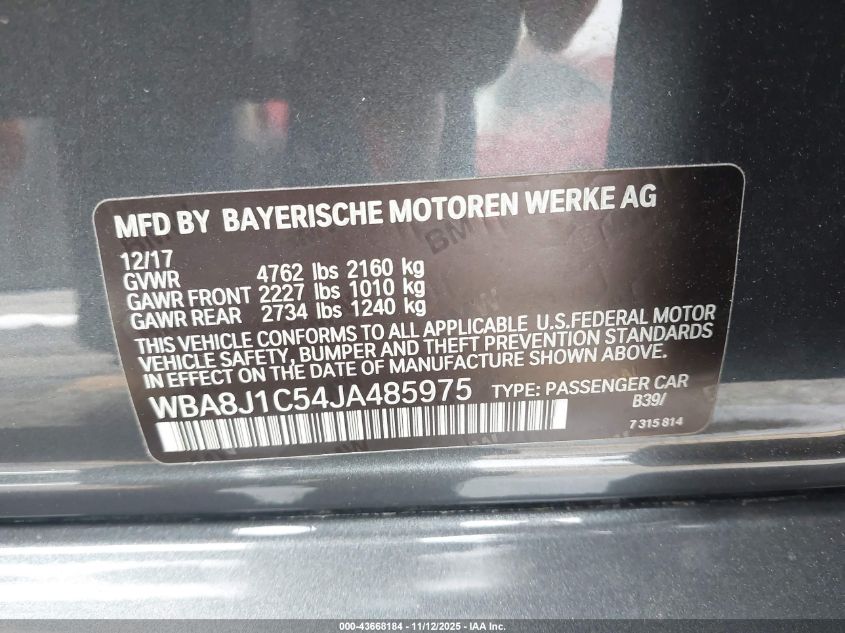 MFD BY BAYERISCHE MOTOREN WERKE AG
12/17
GVWR 4762 lbs 2160 kg
GAWR FRONT 2227 lbs 1010 kg
GAWR REAR 2734 lbs 1240 kg
THIS VEHICLE CONFORMS TO ALL APPLICABLE U.S.FEDERAL MOTOR
VEHICLE SAFETY, BUMPER AND THEFT PREVENTION STANDARDS
IN EFFECT ON THE DATE OF MANUFACTURE SHOWN ABOVE.
WBA8J1C54JA485975 TYPE: PASSENGER CAR
B39/
7 315 814
000-43668184 - 11/12/2025 - IAA Inc.